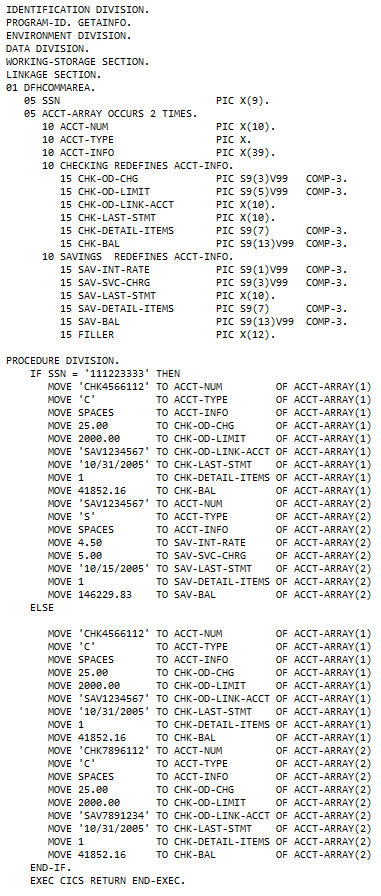 IDENTIFICATION DIVISION.
PROGRAM-ID. GETAINFO.
ENVIRONMENT DIVISION.
DATA DIVISION.
WORKING-STORAGE SECTION.
LINKAGE SECTION.
01 DFHCOMMAREA.
   05 SSN                          PIC X(9).
   05 ACCT-ARRAY OCCURS 2 TIMES.
      10 ACCT-NUM                  PIC X(10).
      10 ACCT-TYPE                 PIC X.
      10 ACCT-INFO                 PIC X(39).
      10 CHECKING REDEFINES ACCT-INFO.
         15 CHK-OD-CHG             PIC S9(3)V99   COMP-3.
         15 CHK-OD-LIMIT           PIC S9(5)V99   COMP-3.
         15 CHK-OD-LINK-ACCT       PIC X(10).
         15 CHK-LAST-STMT          PIC X(10).
         15 CHK-DETAIL-ITEMS       PIC S9(7)      COMP-3.
         15 CHK-BAL                PIC S9(13)V99  COMP-3.
      10 SAVINGS  REDEFINES ACCT-INFO.
         15 SAV-INT-RATE           PIC S9(1)V99   COMP-3.
         15 SAV-SVC-CHRG           PIC S9(3)V99   COMP-3.
         15 SAV-LAST-STMT          PIC X(10).
         15 SAV-DETAIL-ITEMS       PIC S9(7)      COMP-3.
         15 SAV-BAL                PIC S9(13)V99  COMP-3.
         15 FILLER                 PIC X(12).
PROCEDURE DIVISION.
    IF SSN = '111223333' THEN
       MOVE 'CHK4566112' TO ACCT-NUM         OF ACCT-ARRAY(1)
       MOVE 'C'          TO ACCT-TYPE        OF ACCT-ARRAY(1)
       MOVE SPACES       TO ACCT-INFO        OF ACCT-ARRAY(1)
       MOVE 25.00        TO CHK-OD-CHG       OF ACCT-ARRAY(1)
       MOVE 2000.00      TO CHK-OD-LIMIT     OF ACCT-ARRAY(1)
       MOVE 'SAV1234567' TO CHK-OD-LINK-ACCT OF ACCT-ARRAY(1)
       MOVE '10/31/2005' TO CHK-LAST-STMT    OF ACCT-ARRAY(1)
       MOVE 1            TO CHK-DETAIL-ITEMS OF ACCT-ARRAY(1)
       MOVE 41852.16     TO CHK-BAL          OF ACCT-ARRAY(1)
       MOVE 'SAV1234567' TO ACCT-NUM         OF ACCT-ARRAY(2)
       MOVE 'S'          TO ACCT-TYPE        OF ACCT-ARRAY(2)
       MOVE SPACES       TO ACCT-INFO        OF ACCT-ARRAY(2)
       MOVE 4.50         TO SAV-INT-RATE     OF ACCT-ARRAY(2)
       MOVE 5.00         TO SAV-SVC-CHRG     OF ACCT-ARRAY(2)
       MOVE '10/15/2005' TO SAV-LAST-STMT    OF ACCT-ARRAY(2)
       MOVE 1            TO SAV-DETAIL-ITEMS OF ACCT-ARRAY(2)
       MOVE 146229.83    TO SAV-BAL          OF ACCT-ARRAY(2)
    ELSE
       MOVE 'CHK4566112' TO ACCT-NUM         OF ACCT-ARRAY(1)
       MOVE 'C'          TO ACCT-TYPE        OF ACCT-ARRAY(1)
       MOVE SPACES       TO ACCT-INFO        OF ACCT-ARRAY(1)
       MOVE 25.00        TO CHK-OD-CHG       OF ACCT-ARRAY(1)
       MOVE 2000.00      TO CHK-OD-LIMIT     OF ACCT-ARRAY(1)
       MOVE 'SAV1234567' TO CHK-OD-LINK-ACCT OF ACCT-ARRAY(1)
       MOVE '10/31/2005' TO CHK-LAST-STMT    OF ACCT-ARRAY(1)
       MOVE 1            TO CHK-DETAIL-ITEMS OF ACCT-ARRAY(1)
       MOVE 41852.16     TO CHK-BAL          OF ACCT-ARRAY(1)
       MOVE 'CHK7896112' TO ACCT-NUM         OF ACCT-ARRAY(2)
       MOVE 'C'          TO ACCT-TYPE        OF ACCT-ARRAY(2)
       MOVE SPACES       TO ACCT-INFO        OF ACCT-ARRAY(2)
       MOVE 25.00        TO CHK-OD-CHG       OF ACCT-ARRAY(2)
       MOVE 2000.00      TO CHK-OD-LIMIT     OF ACCT-ARRAY(2)
       MOVE 'SAV7891234' TO CHK-OD-LINK-ACCT OF ACCT-ARRAY(2)
       MOVE '10/31/2005' TO CHK-LAST-STMT    OF ACCT-ARRAY(2)
       MOVE 1            TO CHK-DETAIL-ITEMS OF ACCT-ARRAY(2)
       MOVE 41852.16     TO CHK-BAL          OF ACCT-ARRAY(2)
    END-IF.
    EXEC CICS RETURN END-EXEC.